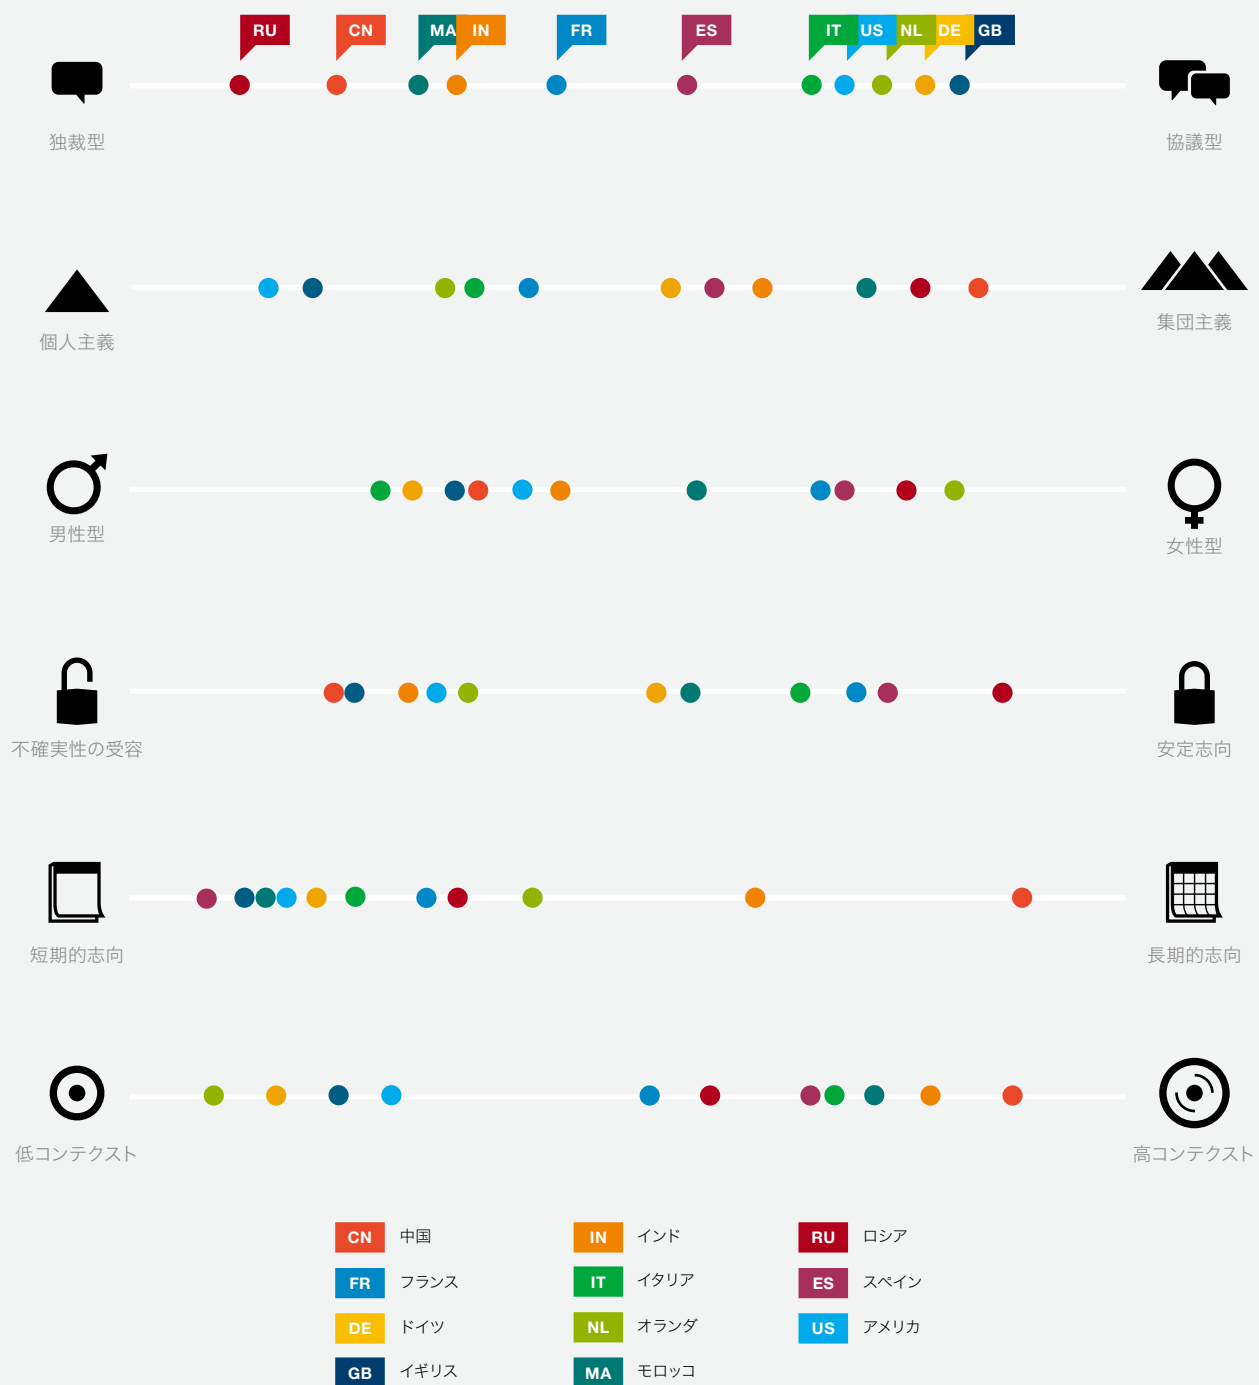 RU CN MA IN FR ES IT US NL DE GB
独裁型 協議型
個人主義 集団主義
男性型 女性型
不確実性の受容 安定志向
短期的志向 長期的志向
低コンテクスト 高コンテクスト
CN 中国 IN インド RU ロシア
FR フランス IT イタリア ES スペイン
DE ドイツ NL オランダ US アメリカ
GB イギリス MA モロッコ